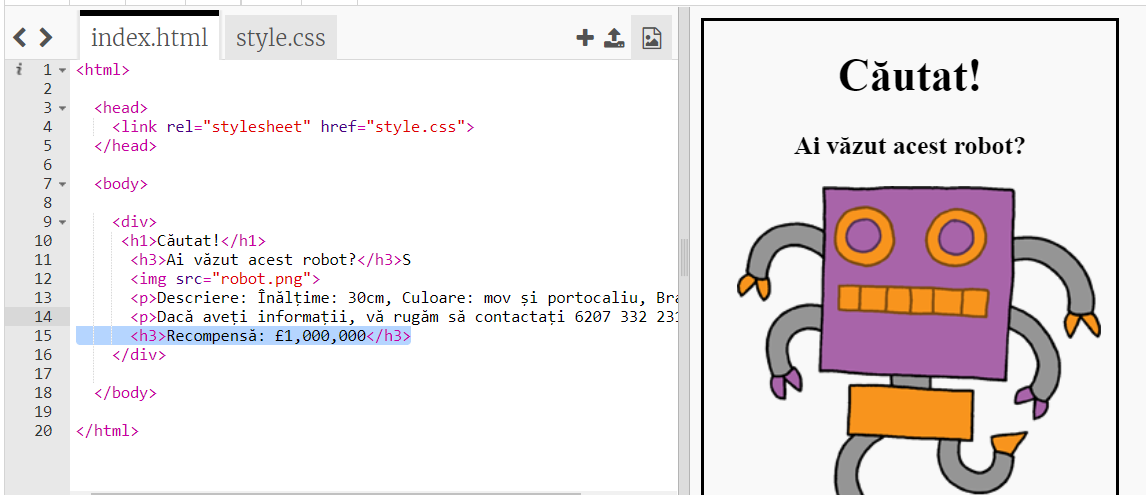 index.html style.css
i 1 <html>
2
3 <head>
4 <link rel="stylesheet" href="style.css">
5 </head>
6
7 <body>
8
9 <div>
10 <h1>Căutat!</h1>
11 <h3>Ai văzut acest robot?</h3>S
12 <img src="robot.png">
13 <p>Descriere: Înălțime: 30cm, Culoare: mov și portocaliu, Bra
14 <p>Dacă aveți informații, vă rugăm să contactați 6207 332 231
15 <h3>Recompensă: £1,000,000</h3>
16 </div>
17
18 </body>
19
20 </html>
Căutat!
Ai văzut acest robot?